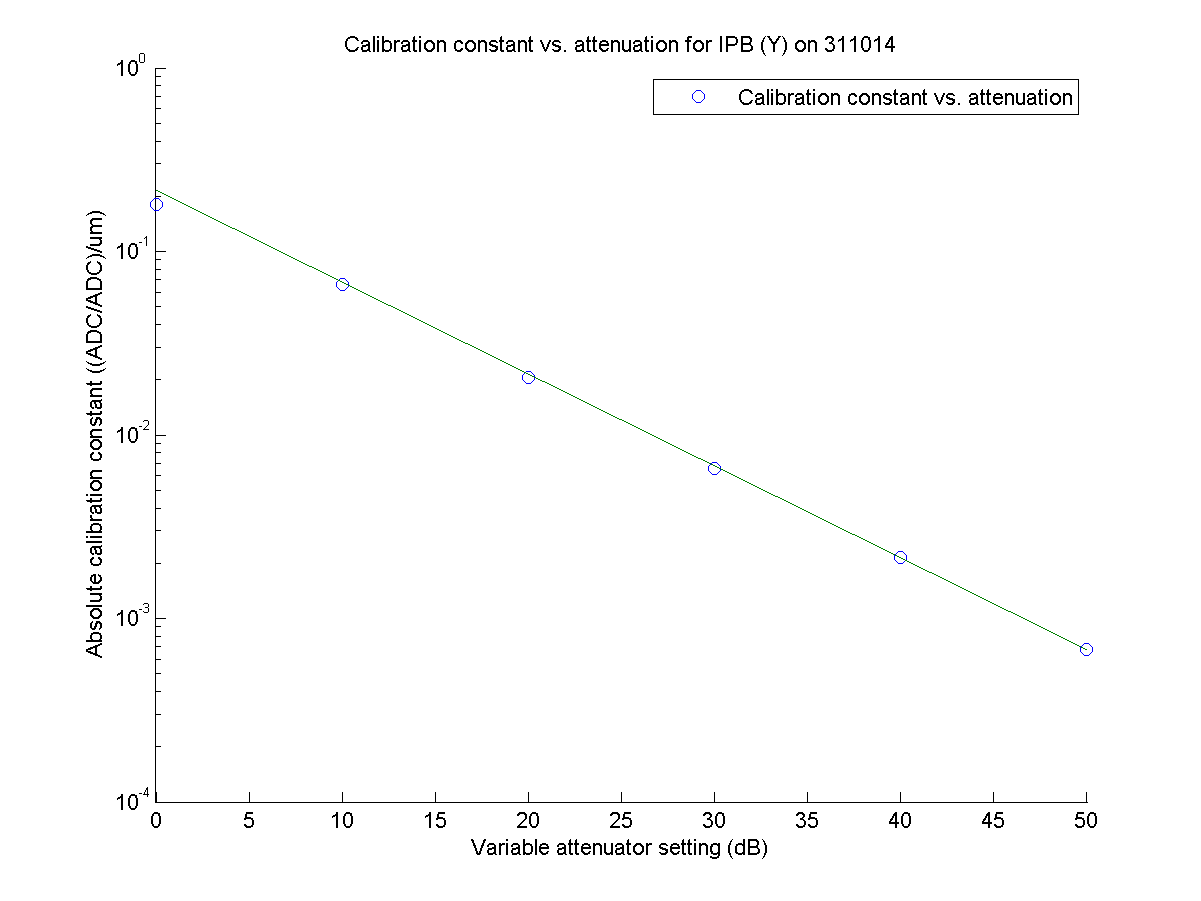 Calibration constant vs. attenuation for IPB (Y) on 311014
Calibration constant vs. attenuation
Absolute calibration constant ((ADC/ADC)/um)
10^0
10^-1
10^-2
10^-3
10^-4
0 5 10 15 20 25 30 35 40 45 50
Variable attenuator setting (dB)